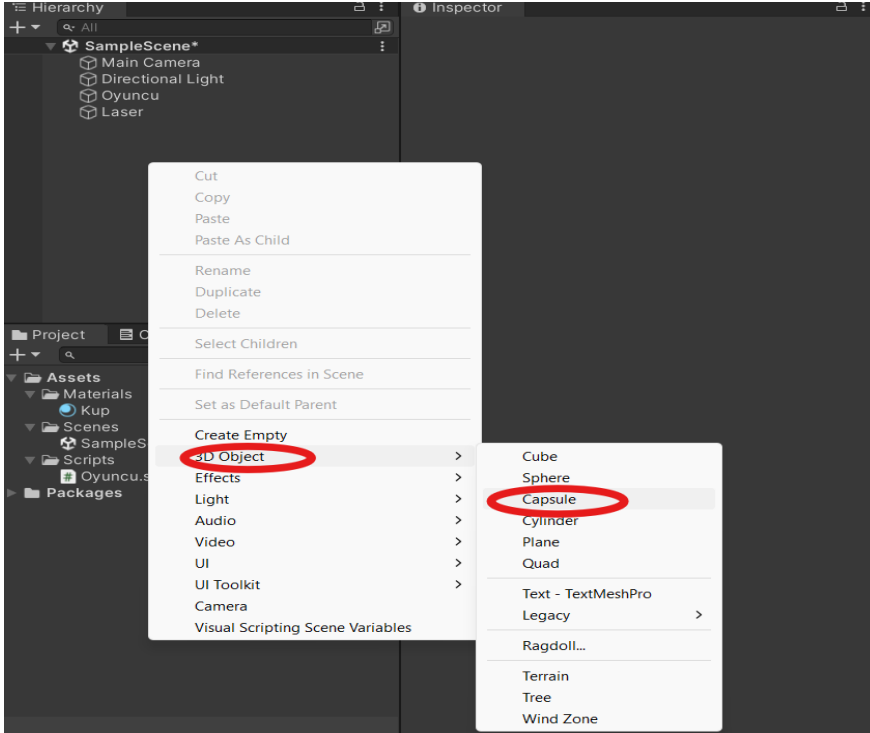 Hierarchy
All
SampleScene*
Main Camera
Directional Light
Oyuncu
Laser
Inspector
Project
C
Assets
Materials
Kup
Scenes
SampleS
Scripts
# Oyuncu.s
Packages
Cut
Copy
Paste
Paste As Child
Rename
Duplicate
Delete
Select Children
Find References in Scene
Set as Default Parent
Create Empty
3D Object
Effects
Light
Audio
Video
UI
UI Toolkit
Camera
Visual Scripting Scene Variables
Cube
Sphere
Capsule
Cylinder
Plane
Quad
Text - TextMeshPro
Legacy
Ragdoll...
Terrain
Tree
Wind Zone